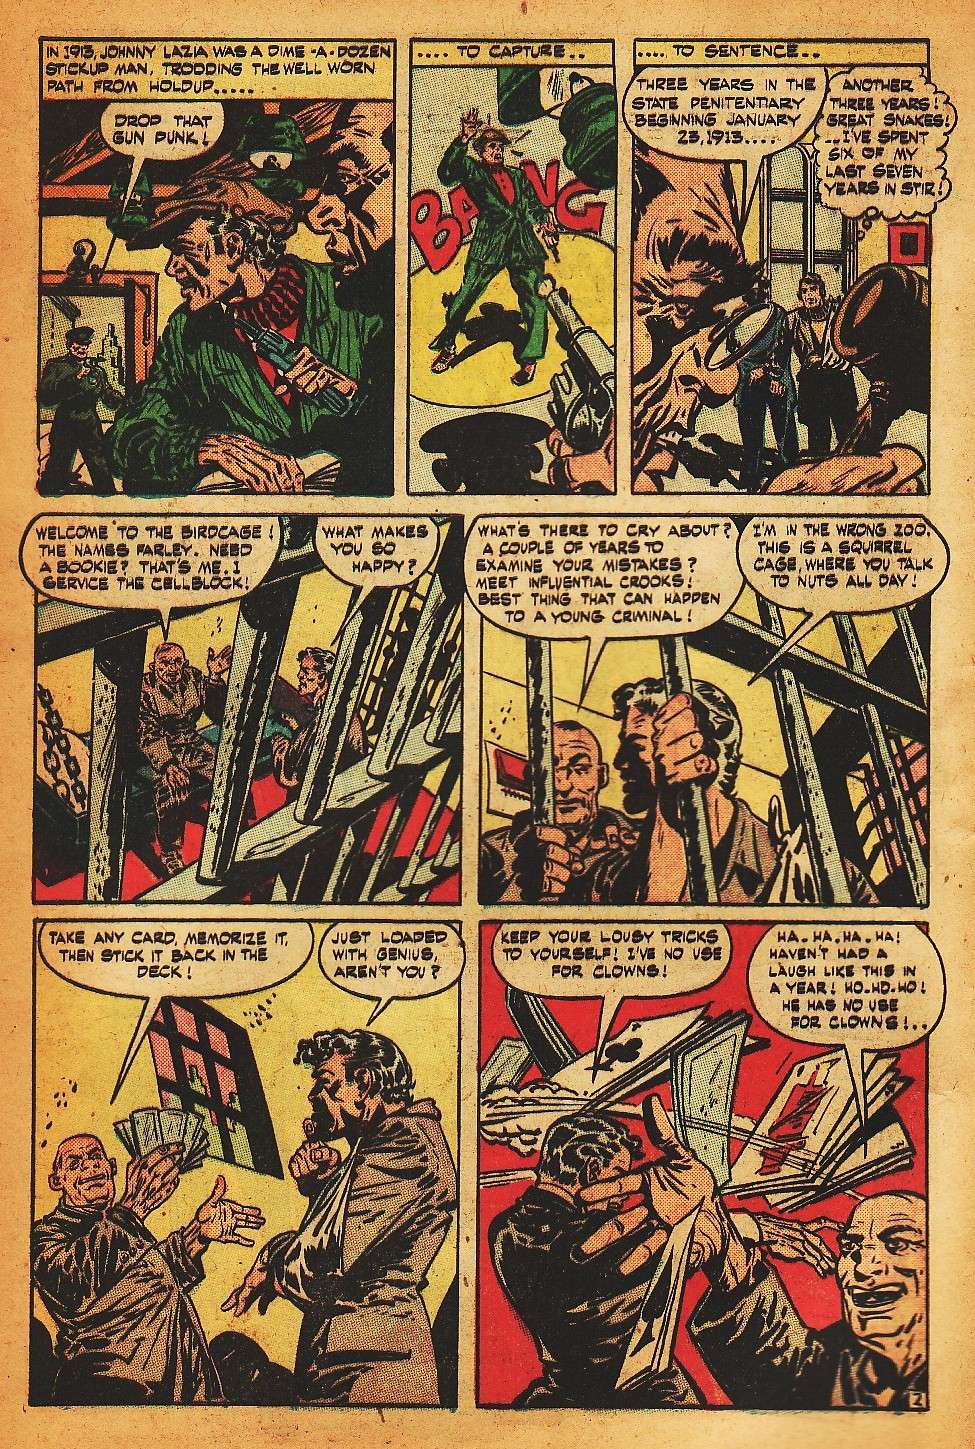 IN 1913, JOHNNY LAZIA WAS A DIME-A-DOZEN
STICKUP MAN, TRODDING THE WELL WORN
PATH FROM HOLDUP.....
DROP THAT
GUN PUNK!
.... TO CAPTURE..
BANG
.... TO SENTENCE..
THREE YEARS IN THE
STATE PENITENTIARY
BEGINNING JANUARY
23, 1913....
ANOTHER
THREE YEARS!
GREAT SNAKES!
...I'VE SPENT
SIX OF MY
LAST SEVEN
YEARS IN STIR!
WELCOME TO THE BIRDCAGE!
THE NAMES FARLEY. NEED
A BOOKIE? THAT'S ME. I
SERVICE THE CELLBLOCK!
WHAT MAKES
YOU SO
HAPPY?
WHAT'S THERE TO CRY ABOUT?
A COUPLE OF YEARS TO
EXAMINE YOUR MISTAKES?
MEET INFLUENTIAL CROOKS!
BEST THING THAT CAN HAPPEN
TO A YOUNG CRIMINAL!
I'M IN THE WRONG ZOO.
THIS IS A SQUIRREL
CAGE, WHERE YOU TALK
TO NUTS ALL DAY!
TAKE ANY CARD, MEMORIZE IT,
THEN STICK IT BACK IN THE
DECK!
JUST LOADED
WITH GENIUS,
AREN'T YOU?
KEEP YOUR LOUSY TRICKS
TO YOURSELF! I'VE NO USE
FOR CLOWNS!
HA.HA.HA.HA!
HAVEN'T HAD A
LAUGH LIKE THIS IN
A YEAR! HO-HO-HO!
HE HAS NO USE
FOR CLOWNS!..
2